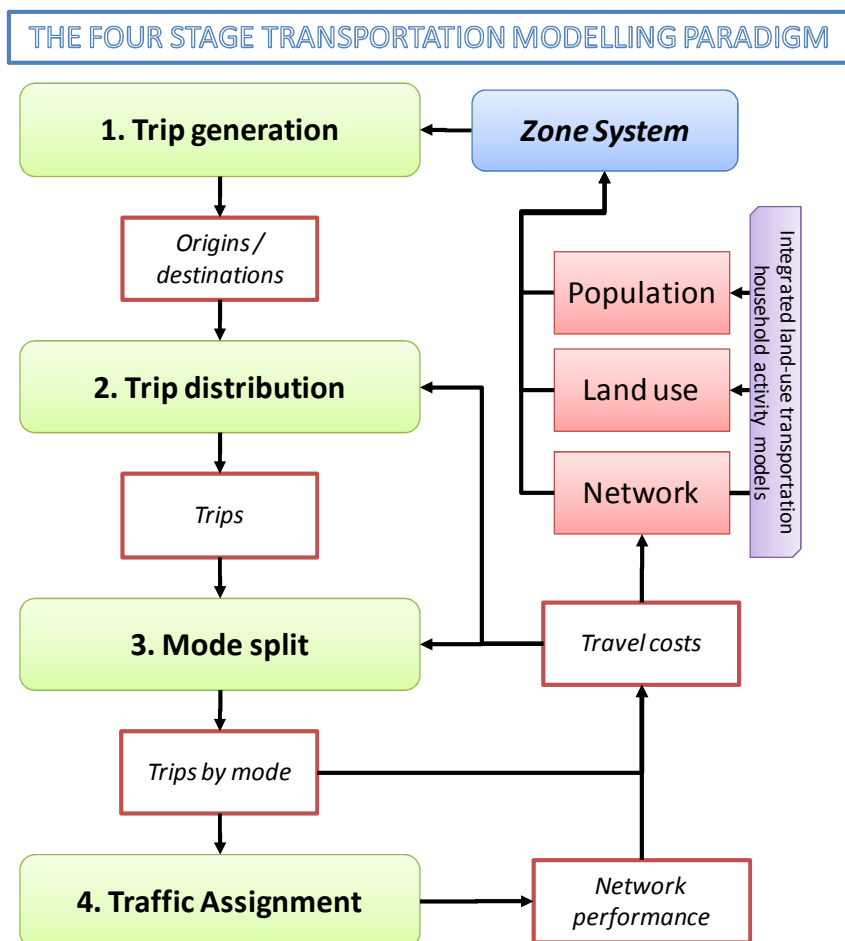 THE FOUR STAGE TRANSPORTATION MODELLING PARADIGM
1. Trip generation
Zone System
Origins /
destinations
Population
Integrated land-use transportation
household activity models
2. Trip distribution
Land use
Trips
Network
3. Mode split
Travel costs
Trips by mode
4. Traffic Assignment
Network
performance